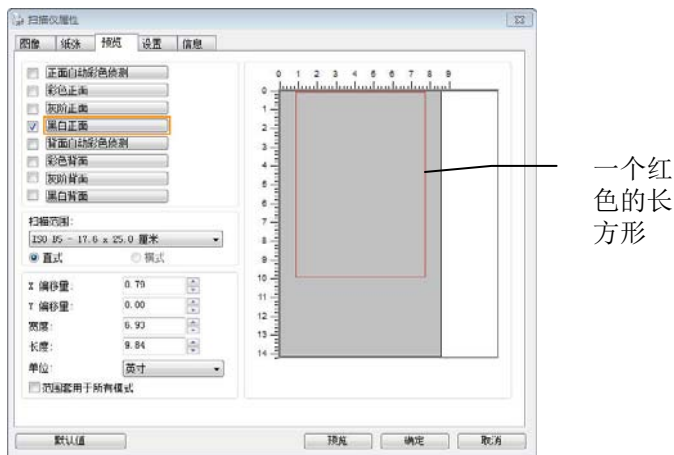 扫描仪属性
图像 纸张 预览 设置 信息
正面自动彩色侦测
彩色正面
灰阶正面
黑白正面
背面自动彩色侦测
彩色背面
灰阶背面
黑白背面
扫描范围:
ISO B5 - 17.6 x 25.0 厘米
直式 横式
X 偏移量: 0.79
Y 偏移量: 0.00
宽度: 6.93
长度: 9.84
单位: 英寸
范围套用于所有模式
0 1 2 3 4 5 6 7 8 9
0
1
2
3
4
5
6
7
8
9
10
11
12
13
14
一个红
色的长
方形
默认值 预览 确定 取消